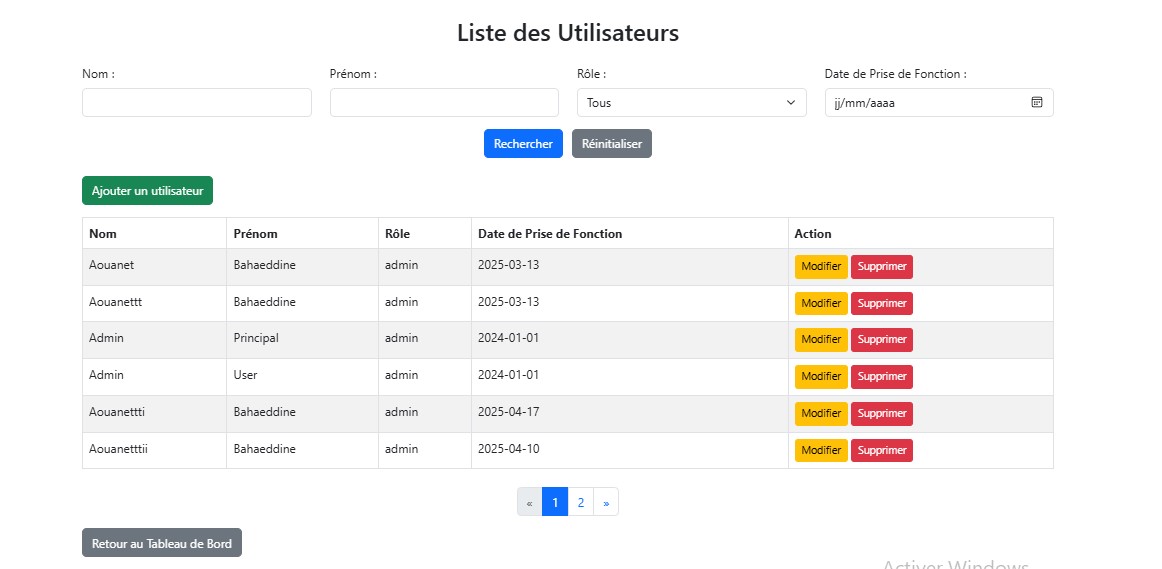 Liste des Utilisateurs
Nom : Prénom : Rôle : Date de Prise de Fonction :
Tous jj/mm/aaaa
Rechercher Réinitialiser
Ajouter un utilisateur
Nom Prénom Rôle Date de Prise de Fonction Action
Aouanet Bahaeddine admin 2025-03-13 Modifier Supprimer
Aouanettt Bahaeddine admin 2025-03-13 Modifier Supprimer
Admin Principal admin 2024-01-01 Modifier Supprimer
Admin User admin 2024-01-01 Modifier Supprimer
Aouanettti Bahaeddine admin 2025-04-17 Modifier Supprimer
Aouanetttii Bahaeddine admin 2025-04-10 Modifier Supprimer
« 1 2 »
Retour au Tableau de Bord
Activer Windows